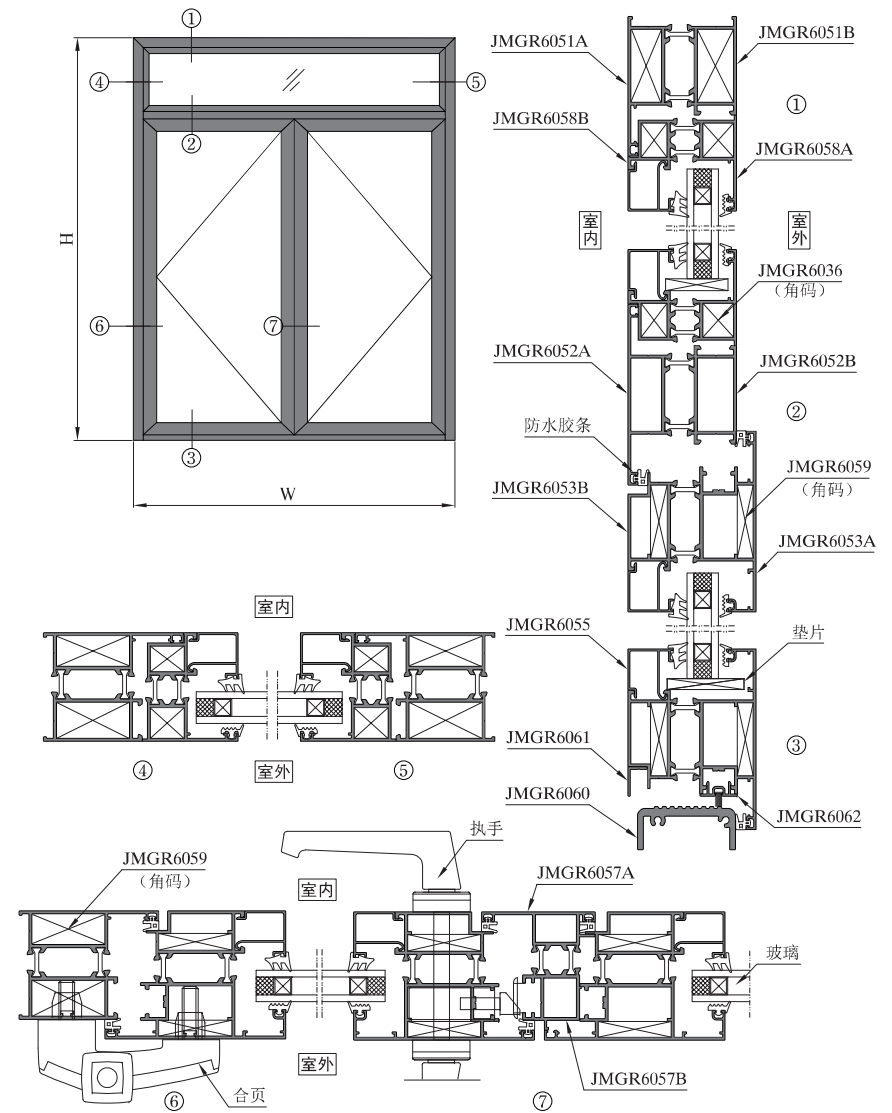 ①
④
⑤
②
H
⑥
⑦
③
W
JMGR6051A
JMGR6051B
①
JMGR6058B
JMGR6058A
室内
室外
JMGR6036
（角码）
JMGR6052A
JMGR6052B
②
防水胶条
JMGR6059
（角码）
JMGR6053B
JMGR6053A
JMGR6055
垫片
JMGR6061
③
JMGR6060
JMGR6062
室内
④
室外
⑤
JMGR6059
（角码）
室内
执手
JMGR6057A
玻璃
室外
合页
⑥
⑦
JMGR6057B